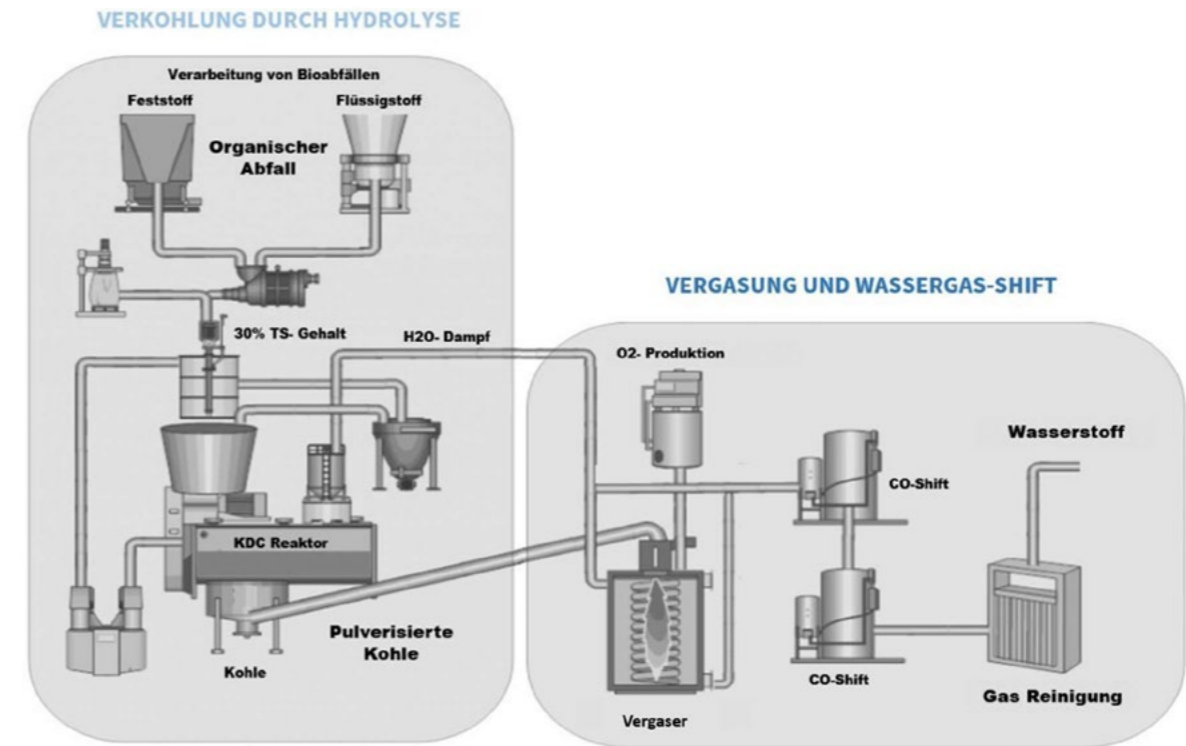 VERKOHLUNG DURCH HYDROLYSE
Verarbeitung von Bioabfällen
Feststoff
Flüssigstoff
Organischer
Abfall
30% TS- Gehalt
H2O- Dampf
KDC Reaktor
Pulverisierte
Kohle
Kohle
VERGASUNG UND WASSERGAS-SHIFT
O2- Produktion
Wasserstoff
CO-Shift
CO-Shift
Gas Reinigung
Vergaser